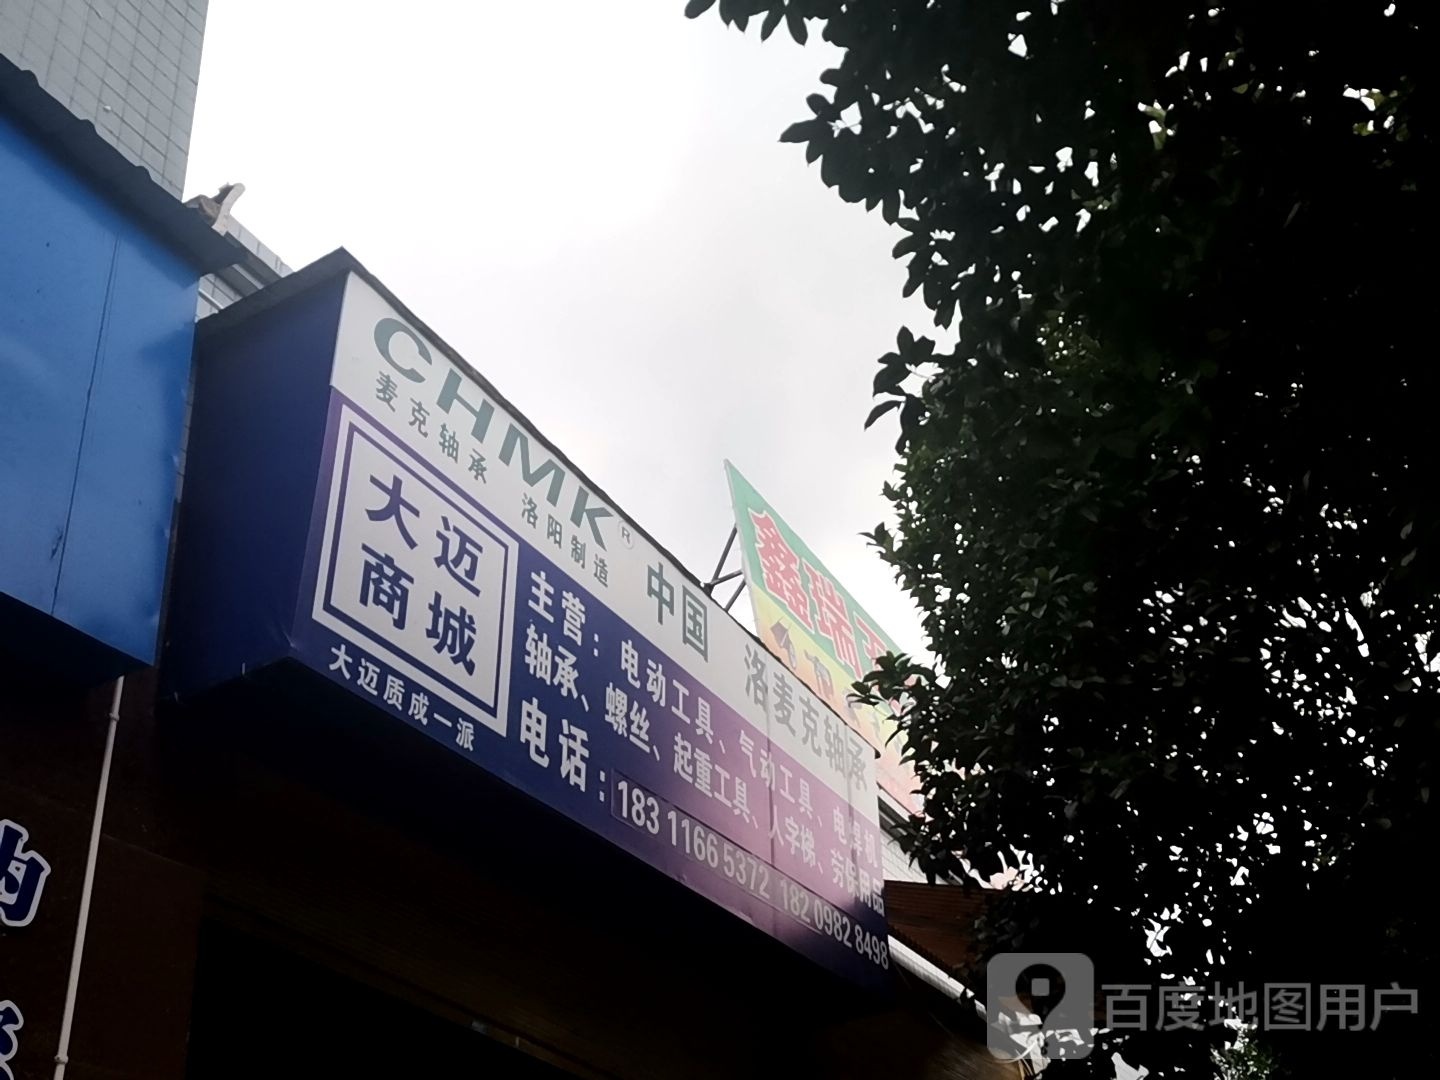 CHMK®
麦克轴承 洛阳制造
中国 洛麦克轴承
大迈
商城
大迈质成一派
主营：电动工具、气动工具、电焊机
轴承、螺丝、起重工具、人字梯、劳保用品
电话：183 1166 5372 182 0982 8498
鑫瑞
百度地图用户